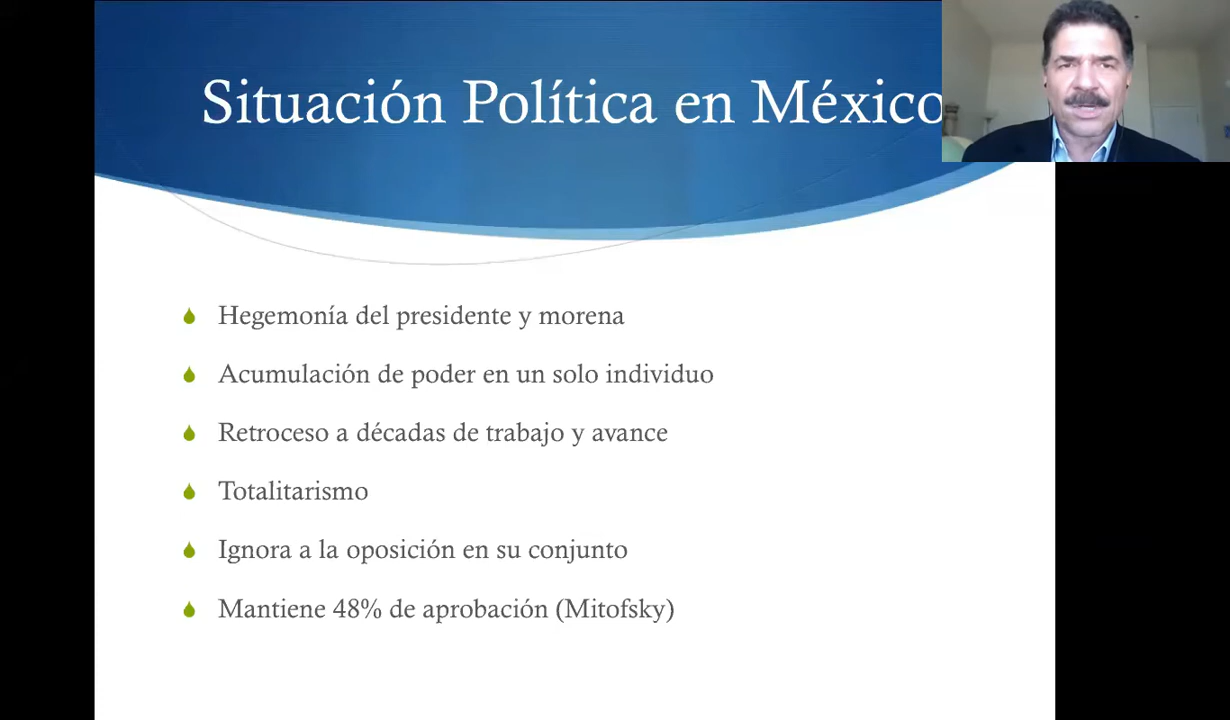 Situación Política en México
Hegemonía del presidente y morena
Acumulación de poder en un solo individuo
Retroceso a décadas de trabajo y avance
Totalitarismo
Ignora a la oposición en su conjunto
Mantiene 48% de aprobación (Mitofsky)